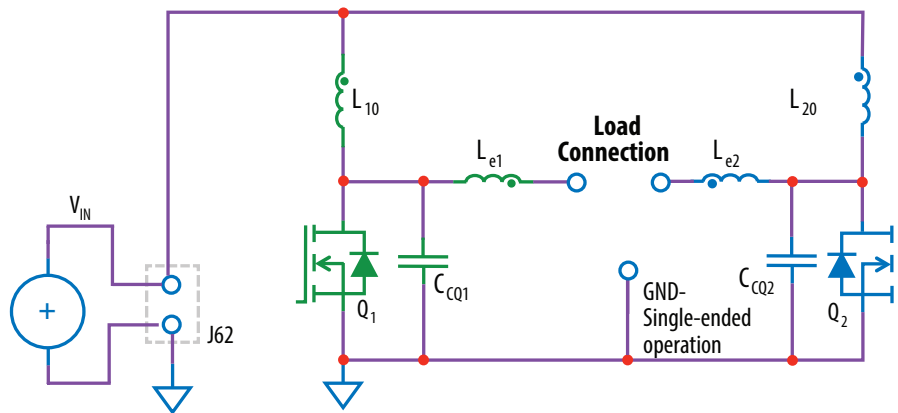 L10
L20
Load
Connection
Le1
Le2
VIN
+
J62
Q1
CCQ1
GND-
Single-ended
operation
CCQ2
Q2